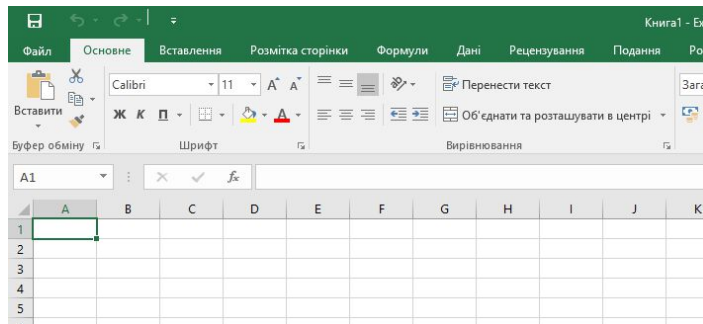 Книга1 - Ex
Файл Основне Вставлення Розмітка сторінки Формули Дані Рецензування Подання Ро
Calibri 11 Перенести текст Зага
Вставити Ж К П А Об'єднати та розташувати в центрі
Буфер обміну Шрифт Вирівнювання
A1 fx
A B C D E F G H I J K
1
2
3
4
5